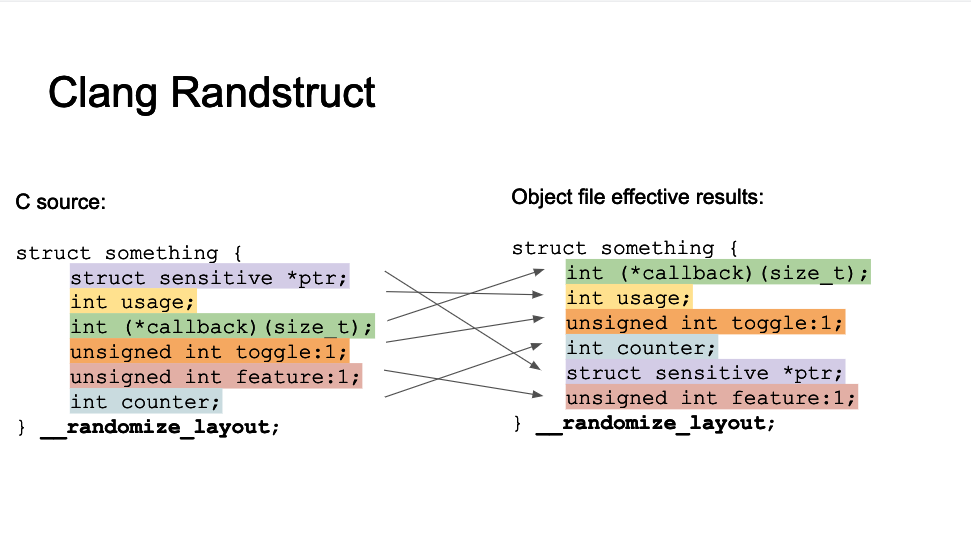 Clang Randstruct
C source:
struct something {
struct sensitive *ptr;
int usage;
int (*callback)(size_t);
unsigned int toggle:1;
unsigned int feature:1;
int counter;
} __randomize_layout;
Object file effective results:
struct something {
int (*callback)(size_t);
int usage;
unsigned int toggle:1;
int counter;
struct sensitive *ptr;
unsigned int feature:1;
} __randomize_layout;